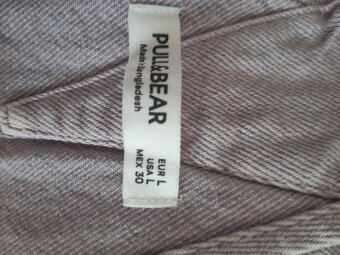 PULL&BEAR
Made in Bangladesh
EUR L
USA L
MEX 30